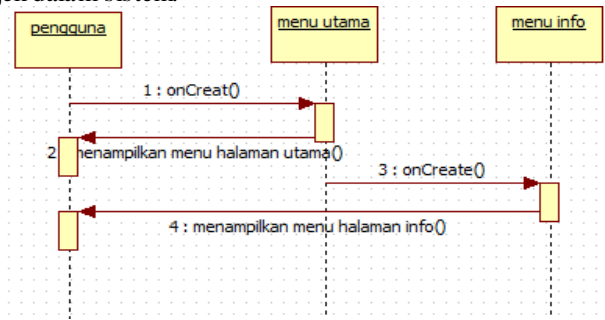 pengguna
menu utama
menu info
1 : onCreat()
2 menampilkan menu halaman utama()
3 : onCreate()
4 : menampilkan menu halaman info()